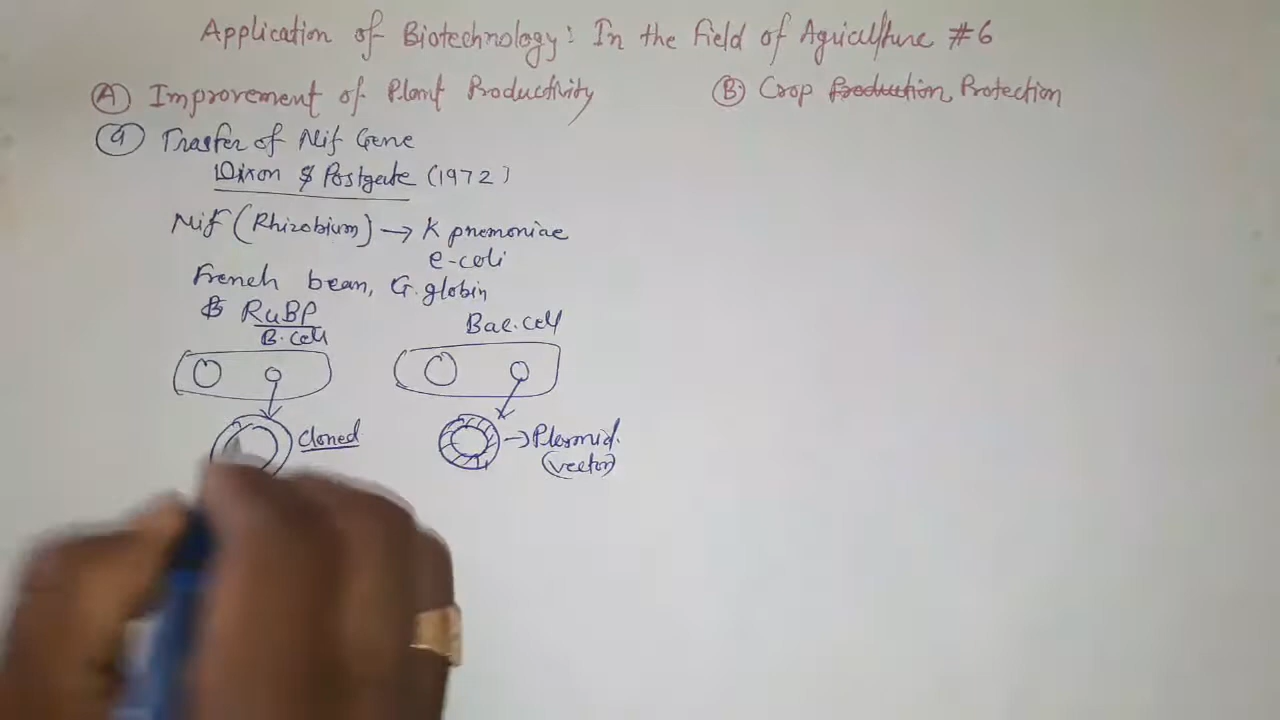 Application of Biotechnology: In the field of Agriculture #6
(A) Improvement of Plant Productivity
(B) Crop Production Protection
(a) Trasfer of Nif Gene
Dixon & Postgate (1972)
Nif (Rhizobium) → K pnemoniae
e-coli
French bean, G. globin
& RuBP
B. cell
Bac. cell
Cloned
→ Plasmid.
(vector)